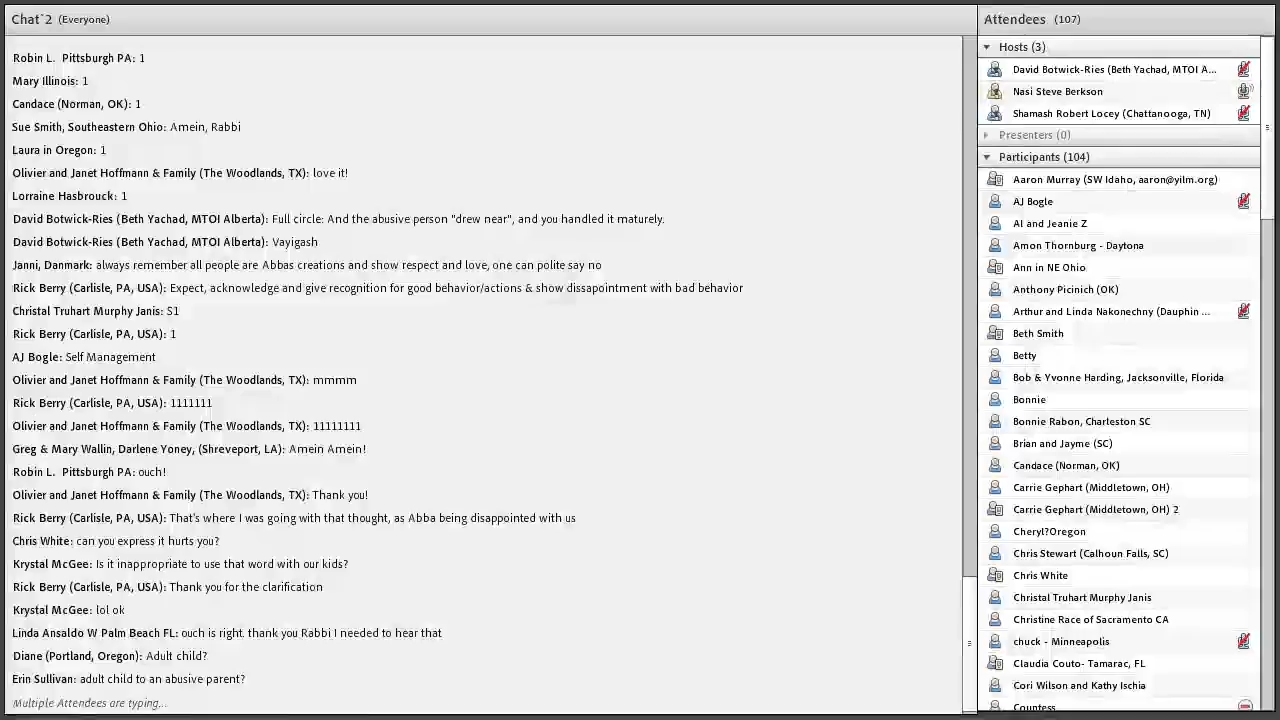 Chat`2 (Everyone)
Robin L. Pittsburgh PA: 1
Mary Illinois: 1
Candace (Norman, OK): 1
Sue Smith, Southeastern Ohio: Amein, Rabbi
Laura in Oregon: 1
Olivier and Janet Hoffmann & Family (The Woodlands, TX): love it!
Lorraine Hasbrouck: 1
David Botwick-Ries (Beth Yachad, MTOI Alberta): Full circle: And the abusive person "drew near", and you handled it maturely.
David Botwick-Ries (Beth Yachad, MTOI Alberta): Vayigash
Janni, Danmark: always remember all people are Abbas creations and show respect and love, one can polite say no
Rick Berry (Carlisle, PA, USA): Expect, acknowledge and give recognition for good behavior/actions & show dissapointment with bad behavior
Christal Truhart Murphy Janis: S1
Rick Berry (Carlisle, PA, USA): 1
AJ Bogle: Self Management
Olivier and Janet Hoffmann & Family (The Woodlands, TX): mmmm
Rick Berry (Carlisle, PA, USA): 1111111
Olivier and Janet Hoffmann & Family (The Woodlands, TX): 11111111
Greg & Mary Wallin, Darlene Yoney, (Shreveport, LA): Amein Amein!
Robin L. Pittsburgh PA: ouch!
Olivier and Janet Hoffmann & Family (The Woodlands, TX): Thank you!
Rick Berry (Carlisle, PA, USA): That's where I was going with that thought, as Abba being disappointed with us
Chris White: can you express it hurts you?
Krystal McGee: Is it inappropriate to use that word with our kids?
Rick Berry (Carlisle, PA, USA): Thank you for the clarification
Krystal McGee: lol ok
Linda Ansaldo W Palm Beach FL: ouch is right. thank you Rabbi I needed to hear that
Diane (Portland, Oregon): Adult child?
Erin Sullivan: adult child to an abusive parent?
Multiple Attendees are typing...
Attendees (107)
Hosts (3)
David Botwick-Ries (Beth Yachad, MTOI A...
Nasi Steve Berkson
Shamash Robert Locey (Chattanooga, TN)
Presenters (0)
Participants (104)
Aaron Murray (SW Idaho, aaron@yilm.org)
AJ Bogle
Al and Jeanie Z
Amon Thornburg - Daytona
Ann in NE Ohio
Anthony Picinich (OK)
Arthur and Linda Nakonechny (Dauphin ...
Beth Smith
Betty
Bob & Yvonne Harding, Jacksonville, Florida
Bonnie
Bonnie Rabon, Charleston SC
Brian and Jayme (SC)
Candace (Norman, OK)
Carrie Gephart (Middletown, OH)
Carrie Gephart (Middletown, OH) 2
Cheryl?Oregon
Chris Stewart (Calhoun Falls, SC)
Chris White
Christal Truhart Murphy Janis
Christine Race of Sacramento CA
chuck - Minneapolis
Claudia Couto- Tamarac, FL
Cori Wilson and Kathy Ischia
Countess